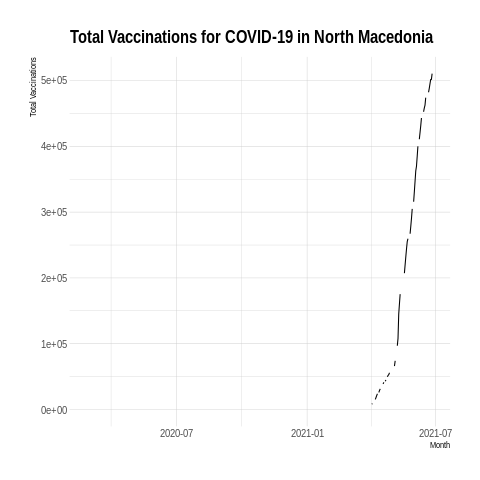 Total Vaccinations for COVID-19 in North Macedonia
Total Vaccinations
5e+05
4e+05
3e+05
2e+05
1e+05
0e+00
2020-07
2021-01
2021-07
Month